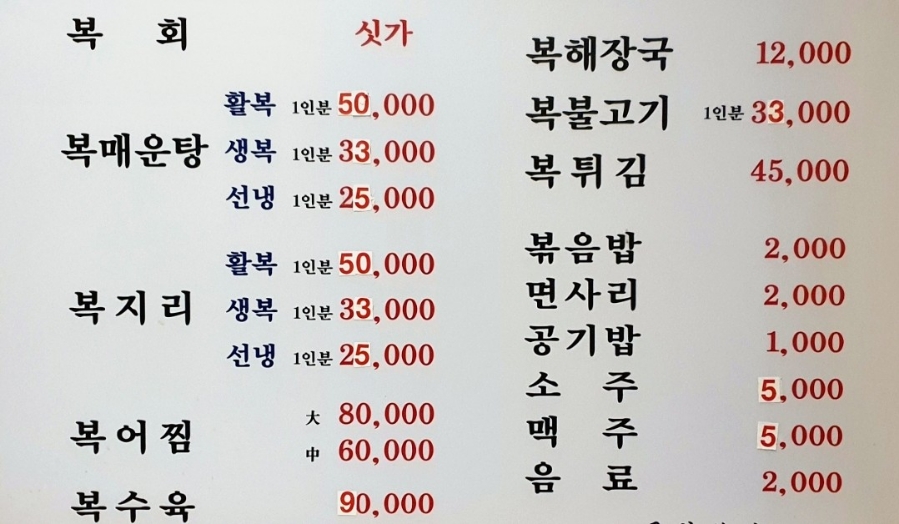 복 회 싯가
복매운탕
활복 1인분 50,000
생복 1인분 33,000
선냉 1인분 25,000
복지리
활복 1인분 50,000
생복 1인분 33,000
선냉 1인분 25,000
복어찜
大 80,000
中 60,000
복수육 90,000
복해장국 12,000
복불고기 1인분 33,000
복튀김 45,000
볶음밥 2,000
면사리 2,000
공기밥 1,000
소 주 5,000
맥 주 5,000
음 료 2,000